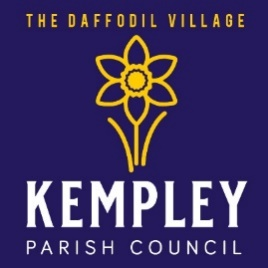 THE DAFFODIL VILLAGE
KEMPLEY
PARISH COUNCIL